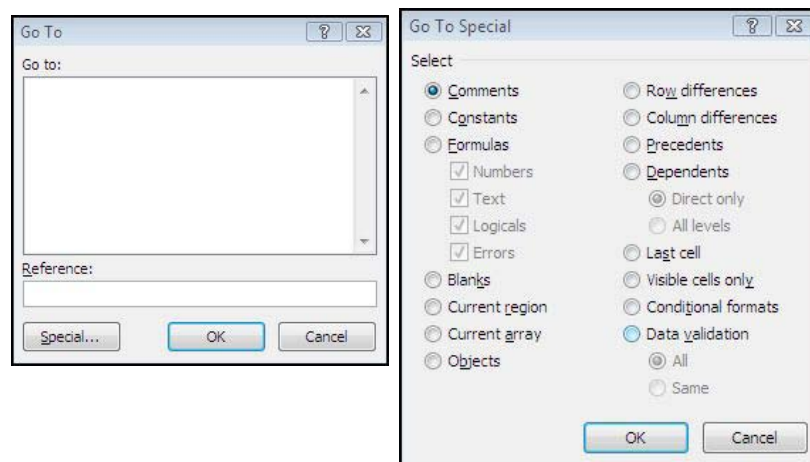 Go To
Go to:
Reference:
Special...
OK
Cancel
Go To Special
Select
Comments
Constants
Formulas
Numbers
Text
Logicals
Errors
Blanks
Current region
Current array
Objects
Row differences
Column differences
Precedents
Dependents
Direct only
All levels
Last cell
Visible cells only
Conditional formats
Data validation
All
Same
OK
Cancel